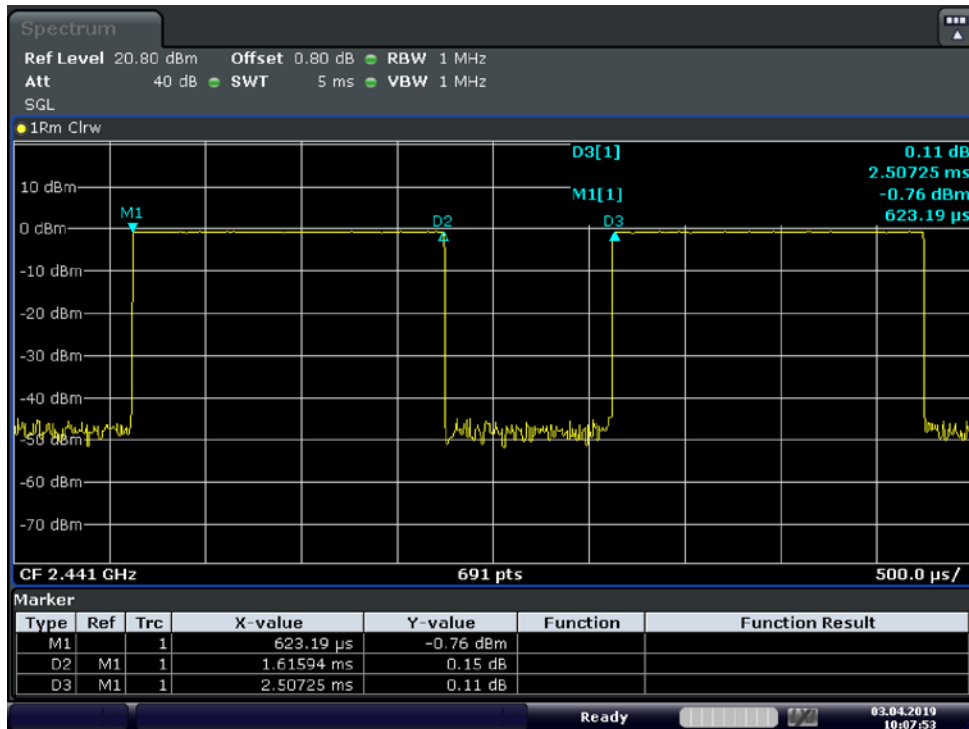 Spectrum
Ref Level 20.80 dBm Offset 0.80 dB RBW 1 MHz
Att 40 dB SWT 5 ms VBW 1 MHz
SGL
1Rm Clrw
D3[1] 0.11 dB
2.50725 ms
10 dBm
M1[1] -0.76 dBm
623.19 µs
M1
D2
D3
0 dBm
-10 dBm
-20 dBm
-30 dBm
-40 dBm
-50 dBm
-60 dBm
-70 dBm
CF 2.441 GHz 691 pts 500.0 µs/
Marker
Type Ref Trc X-value Y-value Function Function Result
M1 1 623.19 µs -0.76 dBm
D2 M1 1 1.61594 ms 0.15 dB
D3 M1 1 2.50725 ms 0.11 dB
Ready 03.04.2019
10:07:53